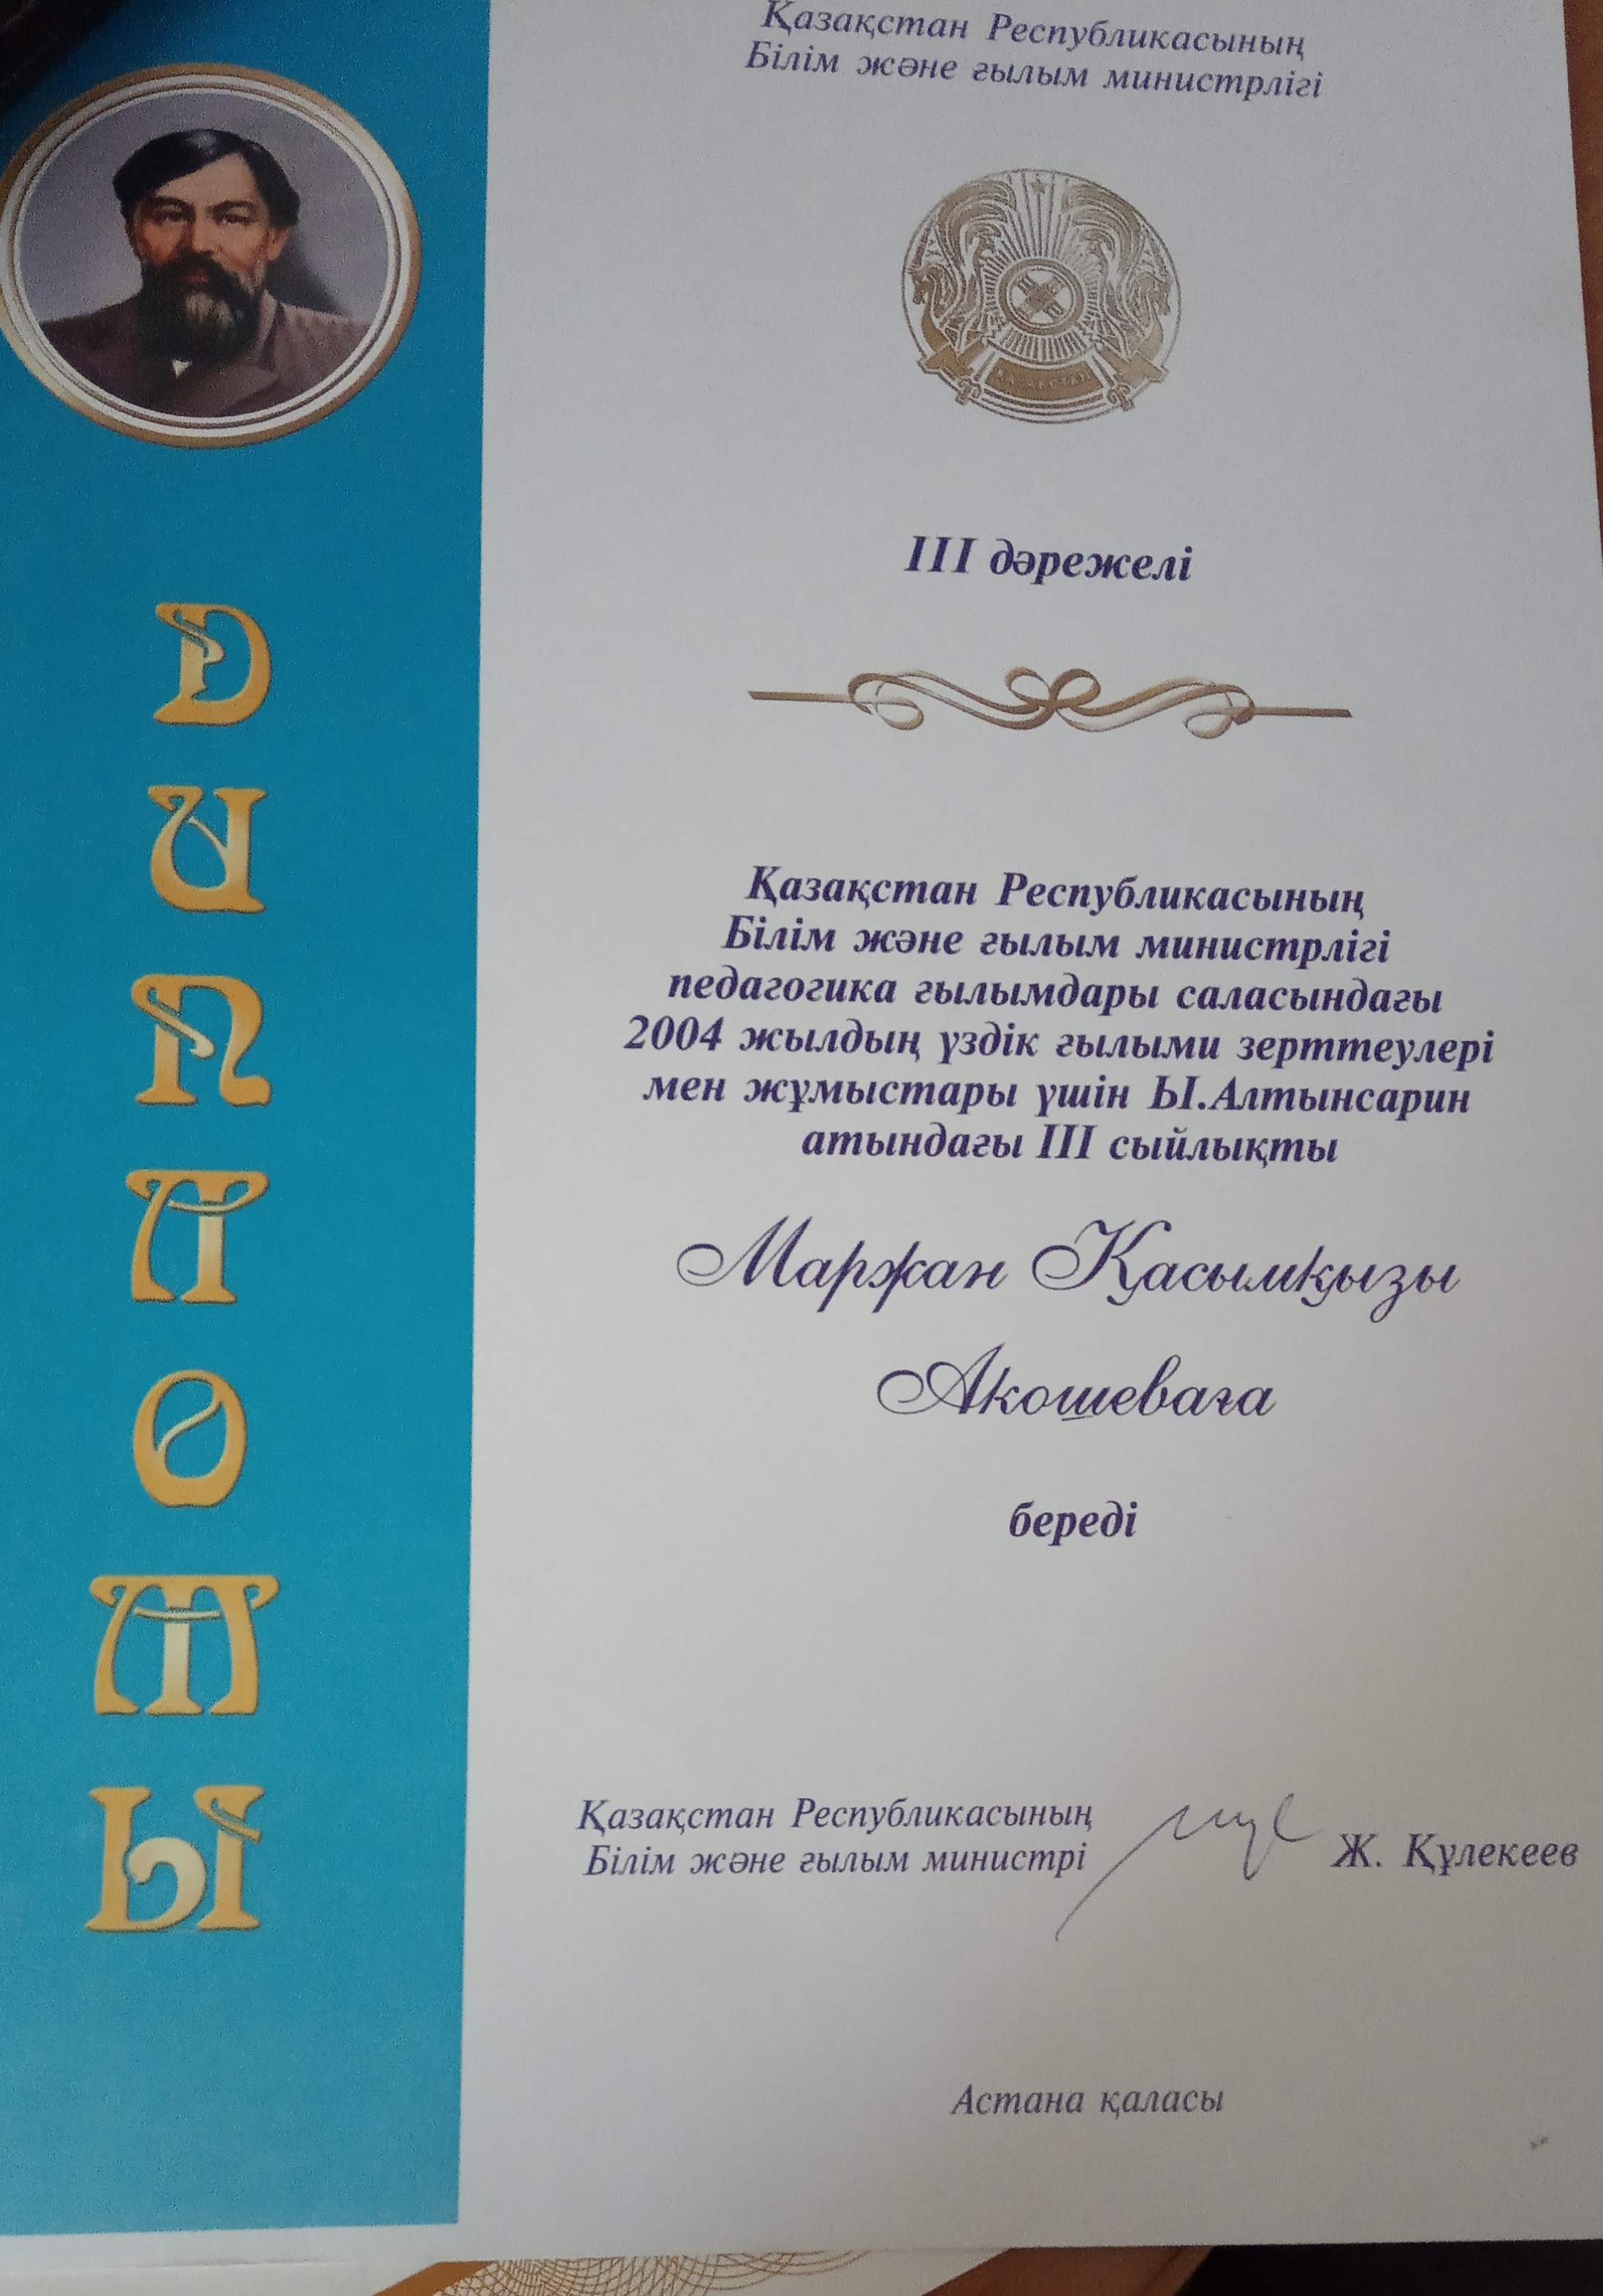 Қазақстан Республикасының
Білім және ғылым министрлігі
ҚАЗАҚСТАН
ДИПЛОМЫ
III дәрежелі
Қазақстан Республикасының
Білім және ғылым министрлігі
педагогика ғылымдары саласындағы
2004 жылдың үздік ғылыми зерттеулері
мен жұмыстары үшін Ы.Алтынсарин
атындағы III сыйлықты
Маржан Қасымқызы
Акошеваға
береді
Қазақстан Республикасының
Білім және ғылым министрі
Ж. Құлекеев
Астана қаласы